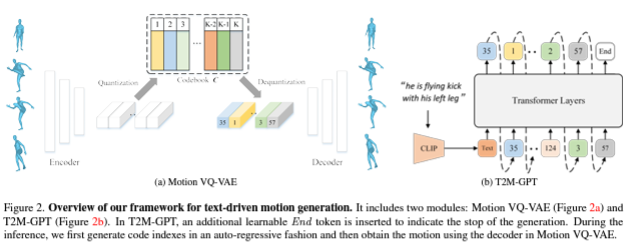 1 2 3 ... K-2 K-1 K
Codebook C
Quantization
Dequantization
...
35 1 ... 3 57
Encoder
Decoder
(a) Motion VQ-VAE
35 1 ... 2 57 End
"he is flying kick
with his left leg"
Transformer Layers
CLIP
Text 35 ... 124 3 57
(b) T2M-GPT
Figure 2. Overview of our framework for text-driven motion generation. It includes two modules: Motion VQ-VAE (Figure 2a) and
T2M-GPT (Figure 2b). In T2M-GPT, an additional learnable End token is inserted to indicate the stop of the generation. During the
inference, we first generate code indexes in an auto-regressive fashion and then obtain the motion using the decoder in Motion VQ-VAE.